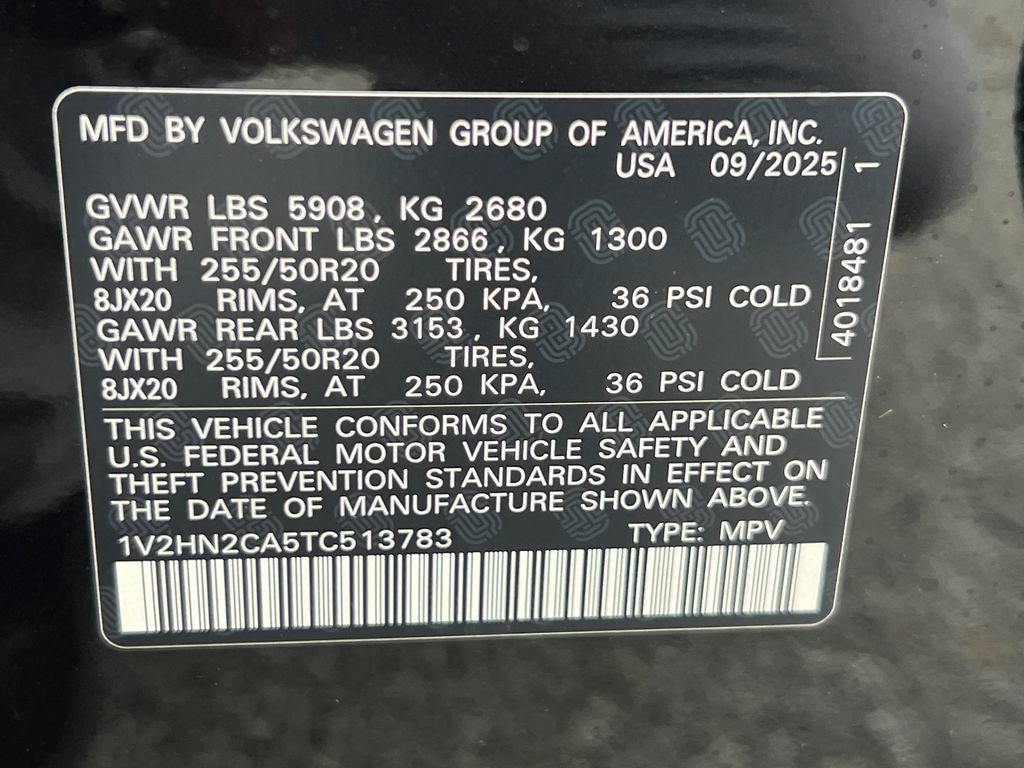 MFD BY VOLKSWAGEN GROUP OF AMERICA, INC.
USA 09/2025
GVWR LBS 5908, KG 2680
GAWR FRONT LBS 2866, KG 1300
WITH 255/50R20 TIRES,
8JX20 RIMS, AT 250 KPA, 36 PSI COLD
GAWR REAR LBS 3153, KG 1430
WITH 255/50R20 TIRES,
8JX20 RIMS, AT 250 KPA, 36 PSI COLD
4018481 1
THIS VEHICLE CONFORMS TO ALL APPLICABLE
U.S. FEDERAL MOTOR VEHICLE SAFETY AND
THEFT PREVENTION STANDARDS IN EFFECT ON
THE DATE OF MANUFACTURE SHOWN ABOVE.
1V2HN2CA5TC513783 TYPE: MPV